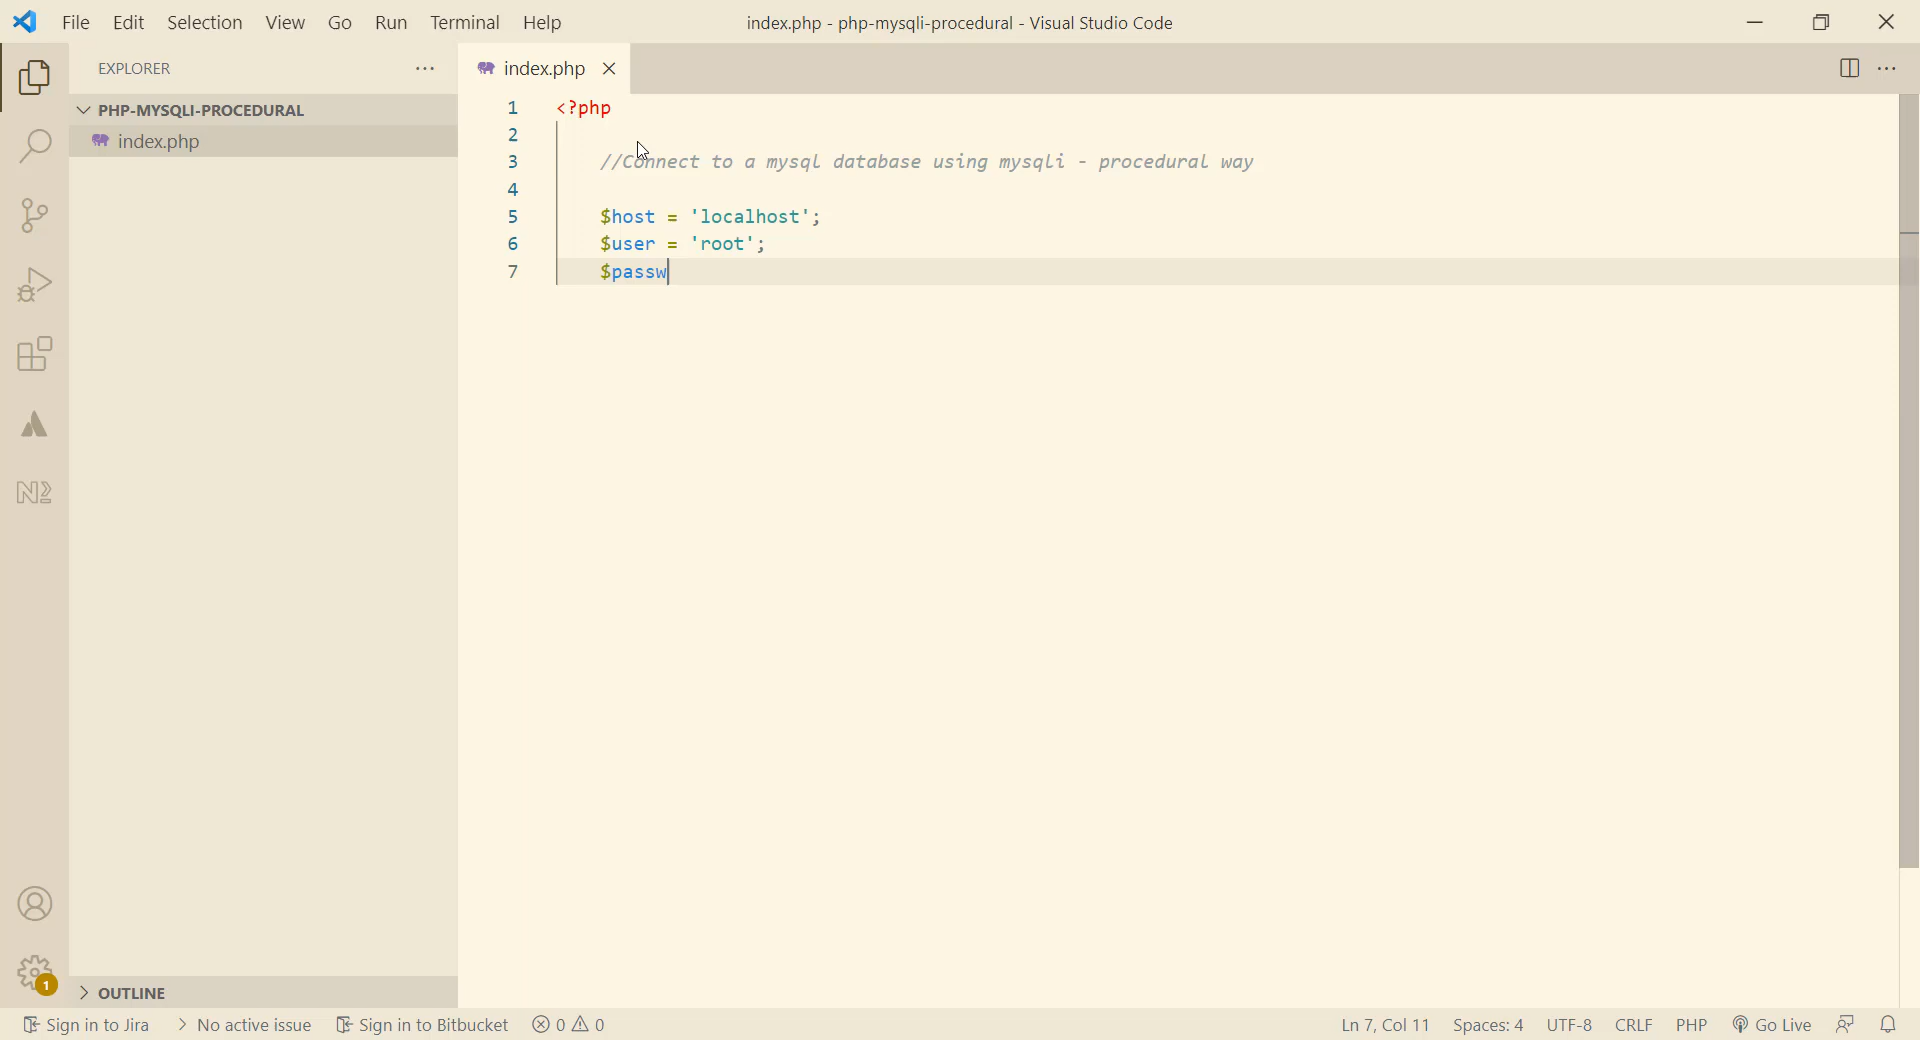 File Edit Selection View Go Run Terminal Help
index.php - php-mysqli-procedural - Visual Studio Code
EXPLORER
index.php
PHP-MYSQLI-PROCEDURAL
index.php
1 <?php
2
3 //Connect to a mysql database using mysqli - procedural way
4
5 $host = 'localhost';
6 $user = 'root';
7 $passw
1
OUTLINE
Sign in to Jira
No active issue
Sign in to Bitbucket
0 0
Ln 7, Col 11
Spaces: 4
UTF-8
CRLF
PHP
Go Live